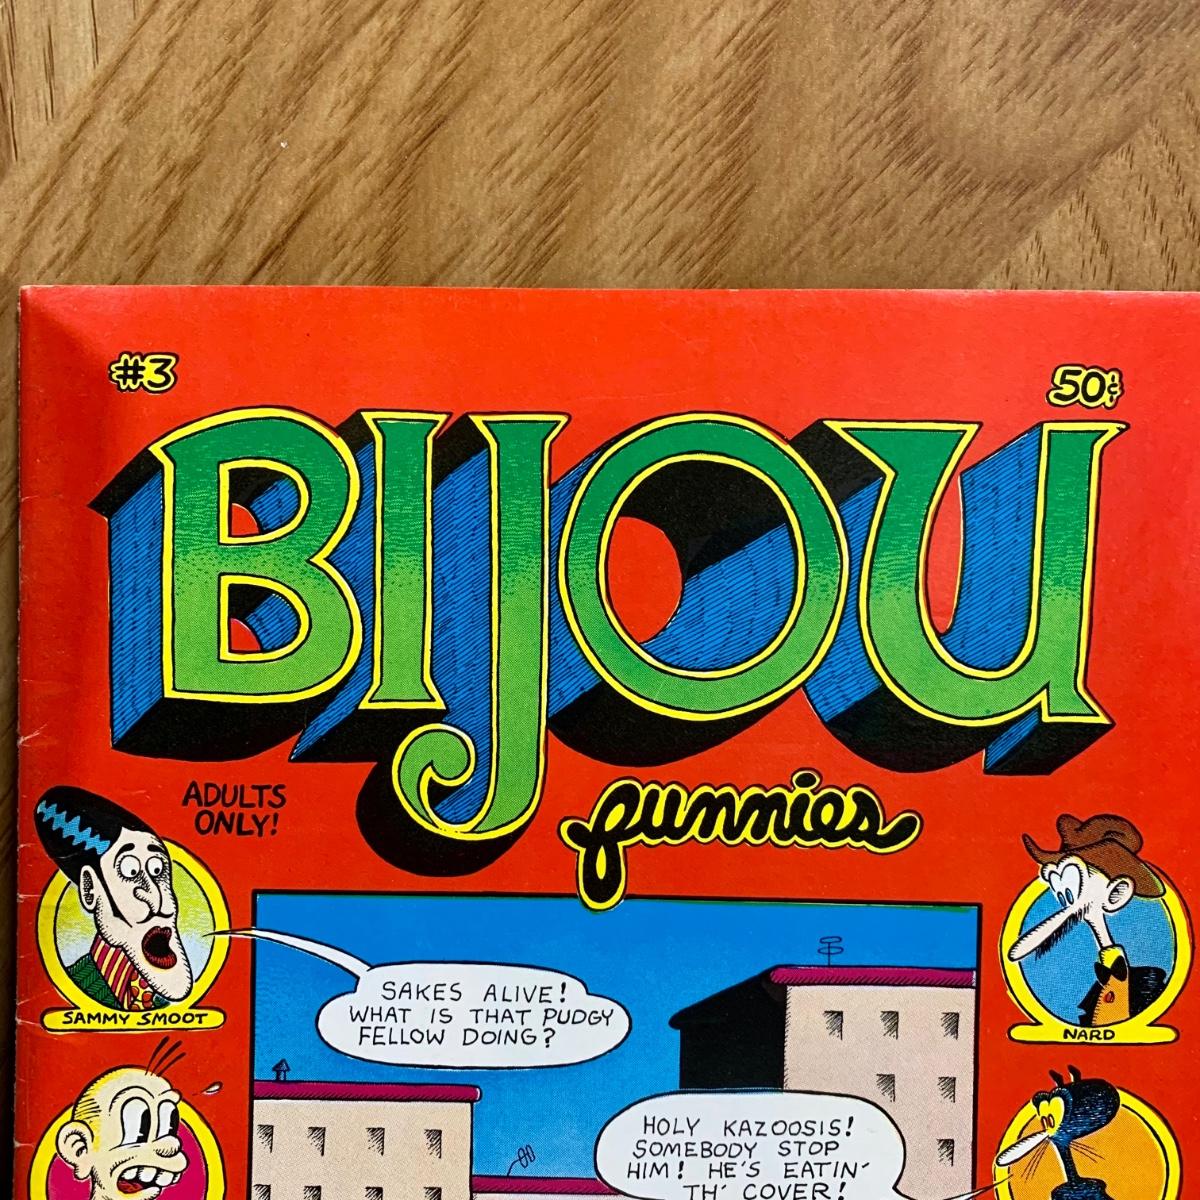 #3
50¢
BIJOU
funnies
ADULTS
ONLY!
SAMMY SMOOT
SAKES ALIVE!
WHAT IS THAT PUDGY
FELLOW DOING?
NARD
HOLY KAZOOSIS!
SOMEBODY STOP
HIM! HE'S EATIN'
TH' COVER!